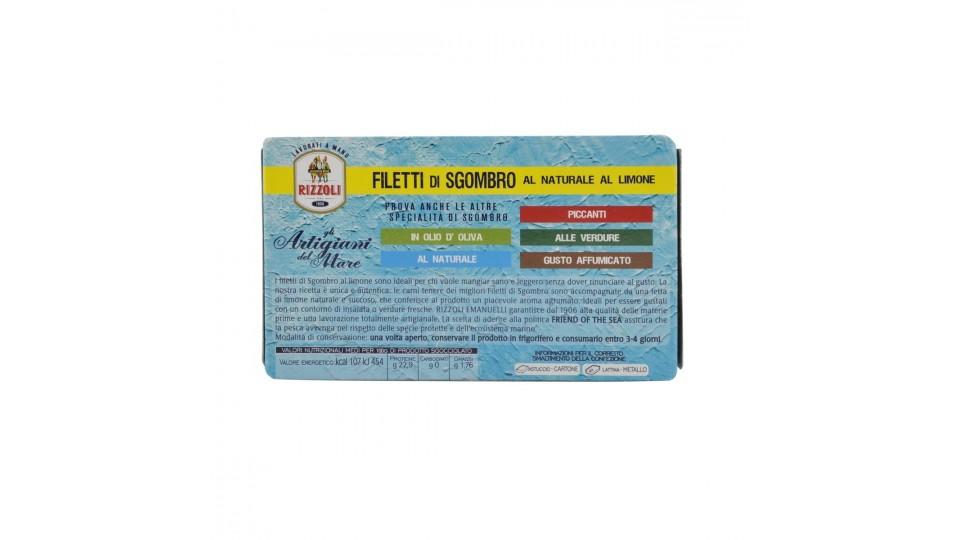 LAVORATI A MANO
RIZZOLI
1906
FILETTI DI SGOMBRO AL NATURALE AL LIMONE
PROVA ANCHE LE ALTRE
SPECIALITÀ DI SGOMBRO
PICCANTI
IN OLIO D' OLIVA
ALLE VERDURE
AL NATURALE
GUSTO AFFUMICATO
gli
Artigiani
del Mare
I filetti di Sgombro al limone sono ideali per chi vuole mangiar sano e leggero senza dover rinunciare al gusto. La
nostra ricetta è unica e autentica: le carni tenere dei migliori Filetti di Sgombro sono accompagnate da una fetta
di limone naturale e succoso, che conferisce al prodotto un piacevole aroma agrumato. Ideali per essere gustati
con un contorno di insalata o verdure fresche. RIZZOLI EMANUELLI garantisce dal 1906 alta qualità delle materie
prime e una lavorazione totalmente artigianale. La scelta di aderire alla politica FRIEND OF THE SEA assicura che
la pesca avvenga nel rispetto delle specie protette e dell'ecosistema marino.
Modalità di conservazione: una volta aperto, conservare il prodotto in frigorifero e consumarlo entro 3-4 giorni.
VALORI NUTRIZIONALI MEDI PER 100G DI PRODOTTO SGOCCIOLATO
VALORE ENERGETICO: kcal 107 kJ 454
PROTEINE g 22,9
CARBOIDRATI g 0
GRASSI g 1,76
INFORMAZIONI PER IL CORRETTO
SMALTIMENTO DELLA CONFEZIONE
ASTUCCIO - CARTONE
LATTINA - METALLO